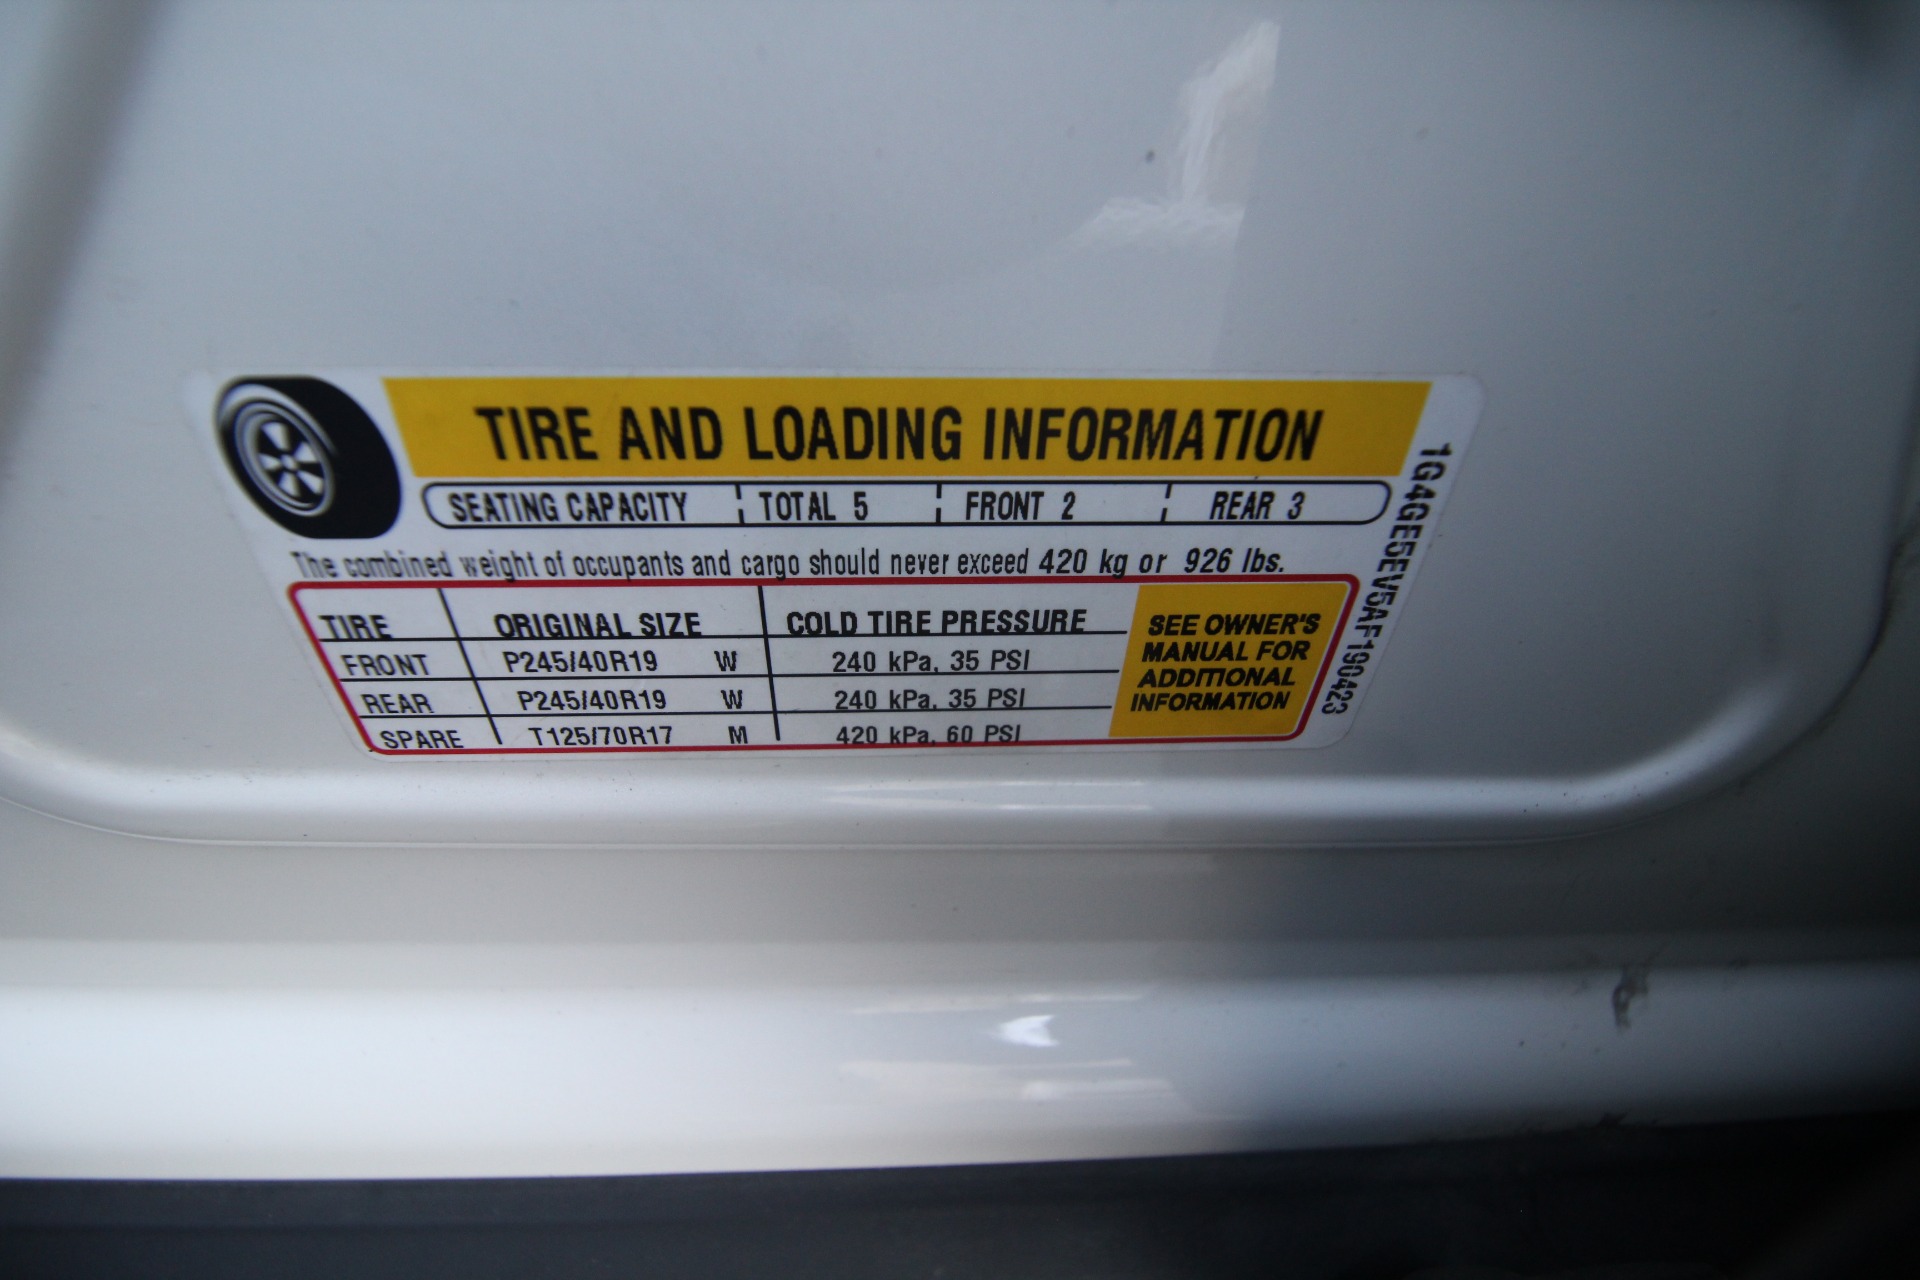 TIRE AND LOADING INFORMATION
SEATING CAPACITY TOTAL 5 FRONT 2 REAR 3
The combined weight of occupants and cargo should never exceed 420 kg or 926 lbs.
TIRE ORIGINAL SIZE COLD TIRE PRESSURE
FRONT P245/40R19 W 240 kPa, 35 PSI
REAR P245/40R19 W 240 kPa, 35 PSI
SPARE T125/70R17 M 420 kPa, 60 PSI
SEE OWNER'S
MANUAL FOR
ADDITIONAL
INFORMATION
1G4GE5EV5AF190423